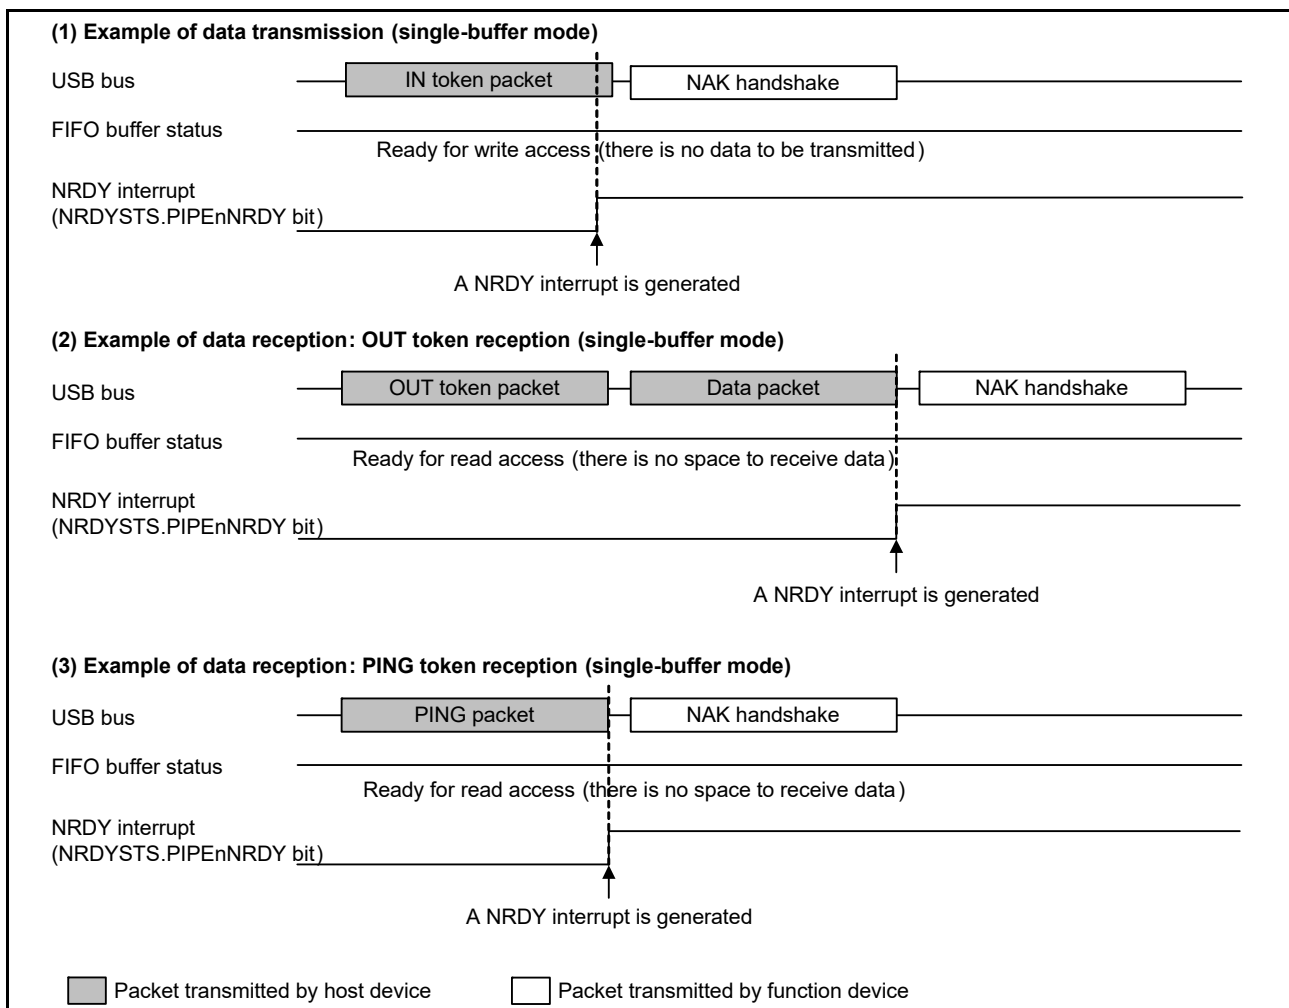 (1) Example of data transmission (single-buffer mode)
USB bus
IN token packet
NAK handshake
FIFO buffer status
Ready for write access (there is no data to be transmitted)
NRDY interrupt
(NRDYSTS.PIPEnNRDY bit)
A NRDY interrupt is generated
(2) Example of data reception: OUT token reception (single-buffer mode)
USB bus
OUT token packet
Data packet
NAK handshake
FIFO buffer status
Ready for read access (there is no space to receive data)
NRDY interrupt
(NRDYSTS.PIPEnNRDY bit)
A NRDY interrupt is generated
(3) Example of data reception: PING token reception (single-buffer mode)
USB bus
PING packet
NAK handshake
FIFO buffer status
Ready for read access (there is no space to receive data)
NRDY interrupt
(NRDYSTS.PIPEnNRDY bit)
A NRDY interrupt is generated
Packet transmitted by host device
Packet transmitted by function device